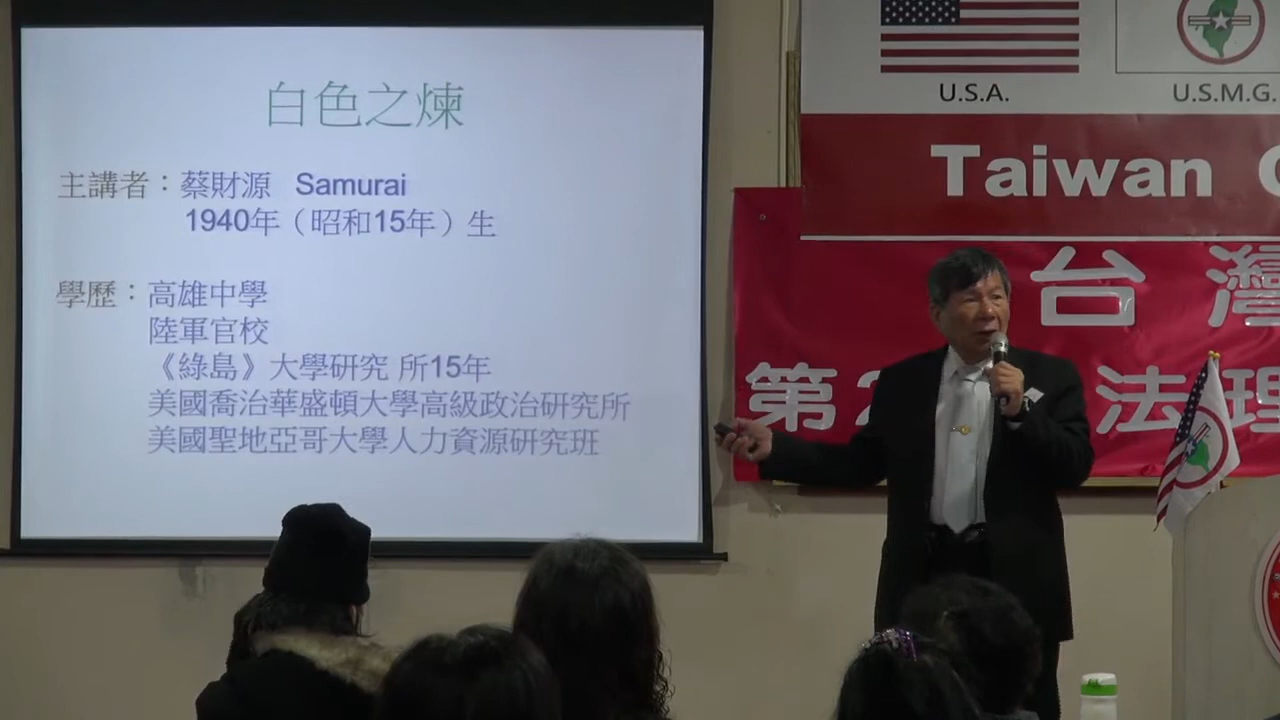 白色之煉
主講者：蔡財源 Samurai
1940年（昭和15年）生
學歷：高雄中學
陸軍官校
《綠島》大學研究 所15年
美國喬治華盛頓大學高級政治研究所
美國聖地亞哥大學人力資源研究班
U.S.A.
U.S.M.G.
Taiwan
台灣
第2
法理